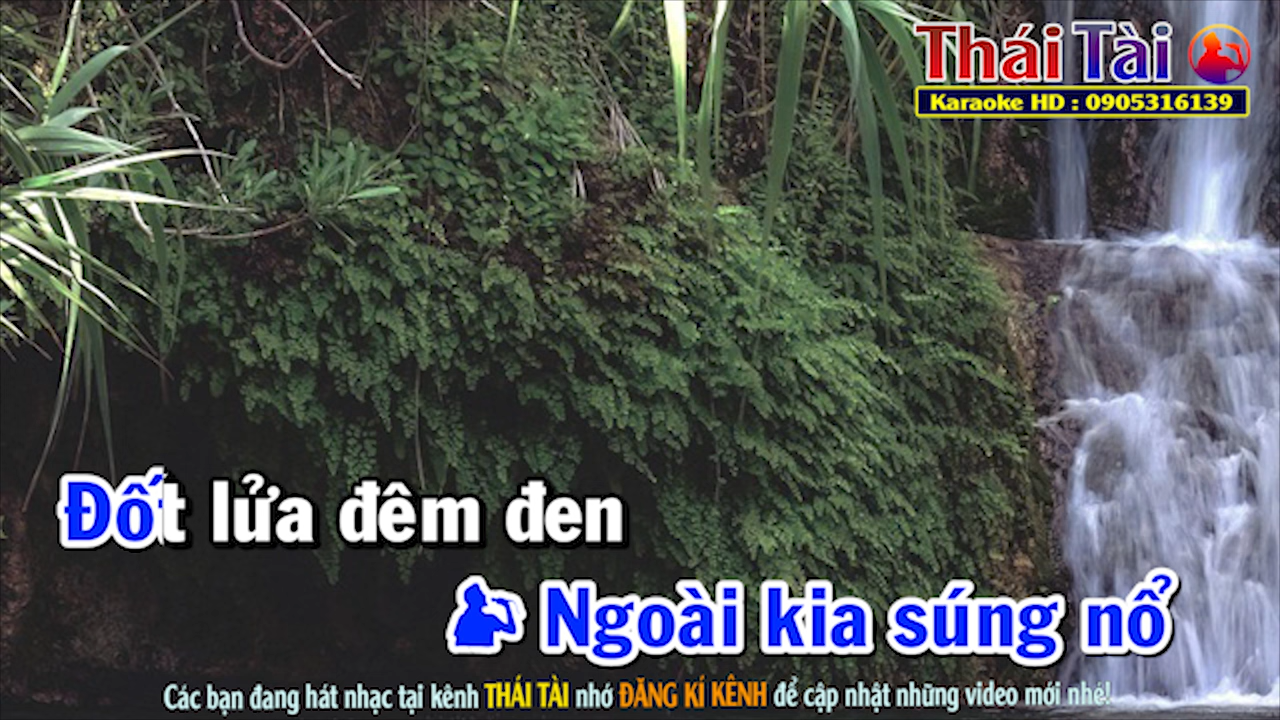 Thái Tài
Karaoke HD : 0905316139
Đốt lửa đêm đen
Ngoài kia súng nổ
Các bạn đang hát nhạc tại kênh THÁI TÀI nhớ ĐĂNG KÍ KÊNH để cập nhật những video mới nhé!